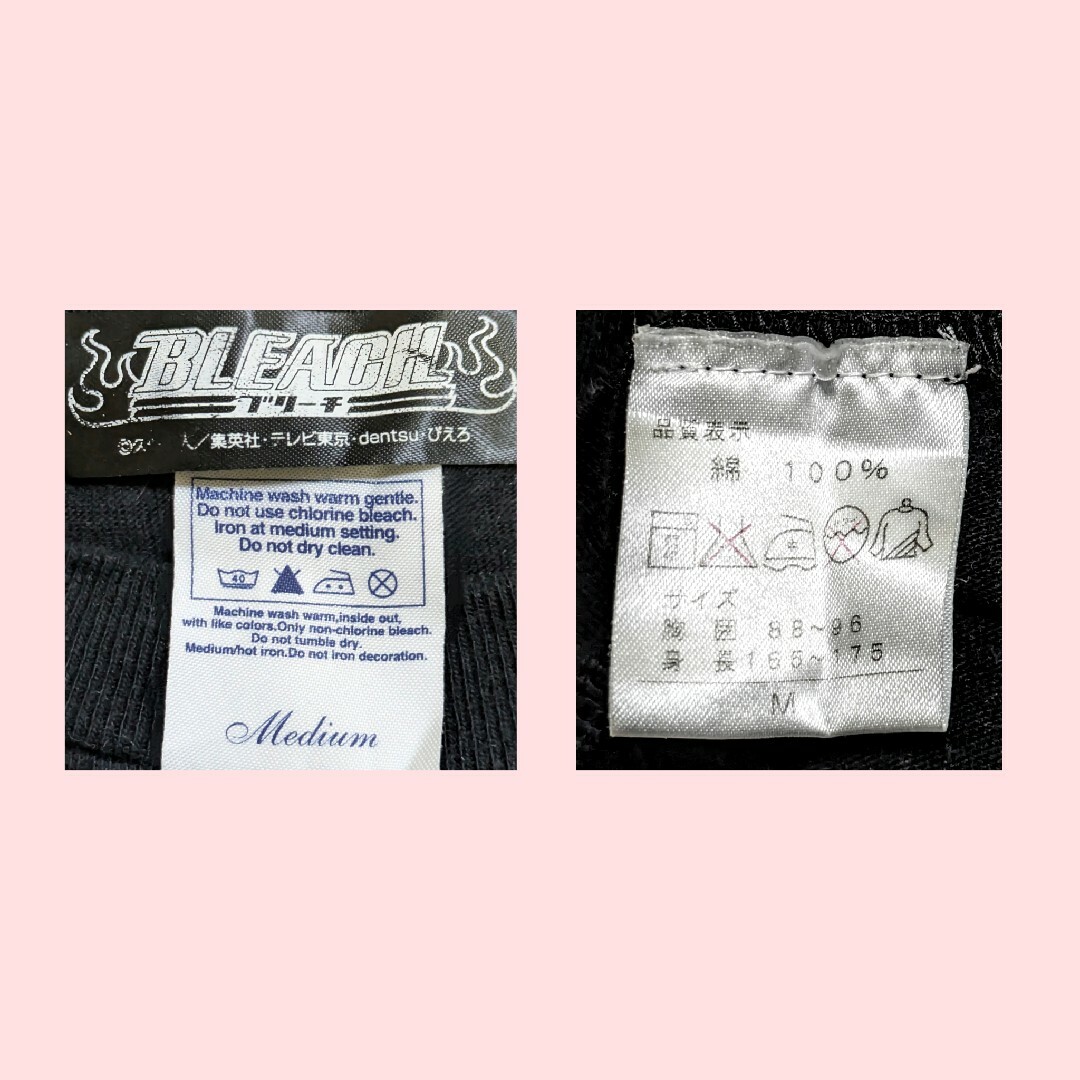 BLEACH
ブリーチ
人/集英社・テレビ東京・dentsu・ぴえろ
Machine wash warm gentle.
Do not use chlorine bleach.
Iron at medium setting.
Do not dry clean.
40
Machine wash warm,inside out,
with like colors.Only non-chlorine bleach.
Do not tumble dry.
Medium/hot iron.Do not iron decoration.
Medium
品質表示
綿 100%
サイズ
胸 囲 88~96
身 長 165~175
M